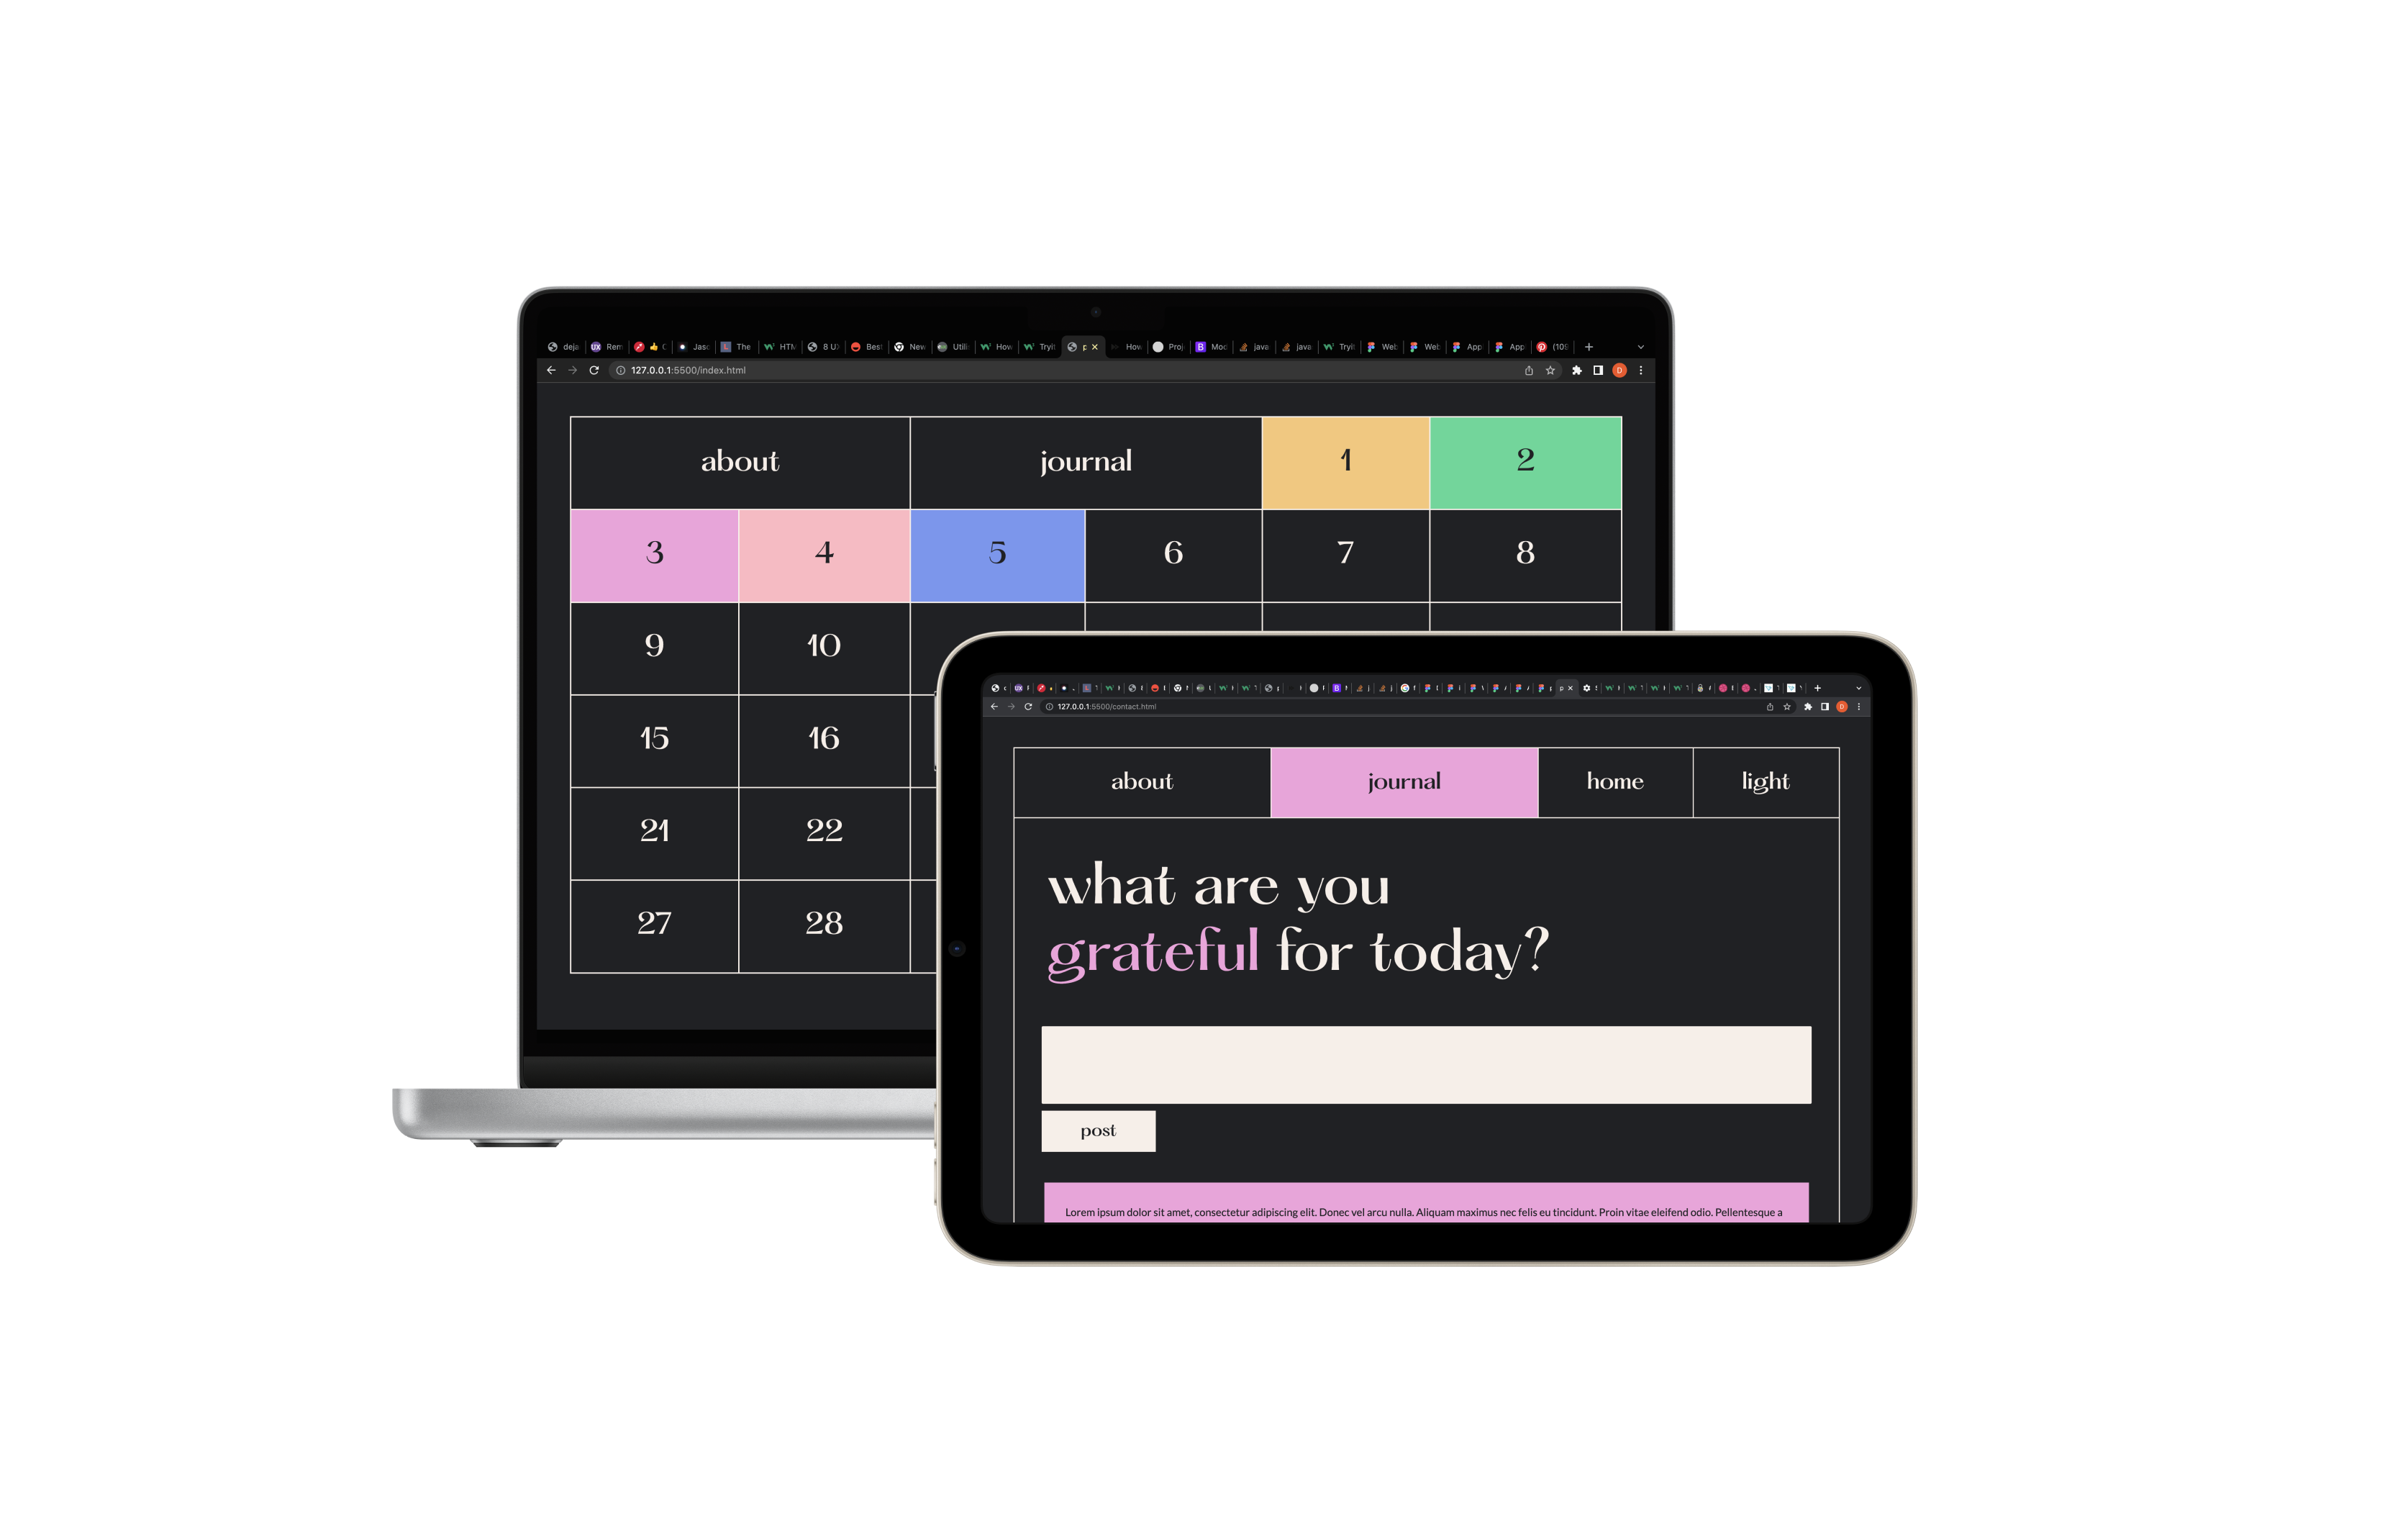 deja
UX Rem
The
HTM
8 UX
Best
New
Utili
How
Tryi
p
How
Proj
B Moc
java
java
Tryi
Web
Web
App
App
127.0.0.1:5500/index.html
D
about journal 1 2
3 4 5 6 7 8
9 10
15 16
21 22
27 28
127.0.0.1:5500/contact.html
D
about journal home light
what are you
grateful for today?
post
Lorem ipsum dolor sit amet, consectetur adipiscing elit. Donec vel arcu nulla. Aliquam maximus nec felis eu tincidunt. Proin vitae eleifend odio. Pellentesque a